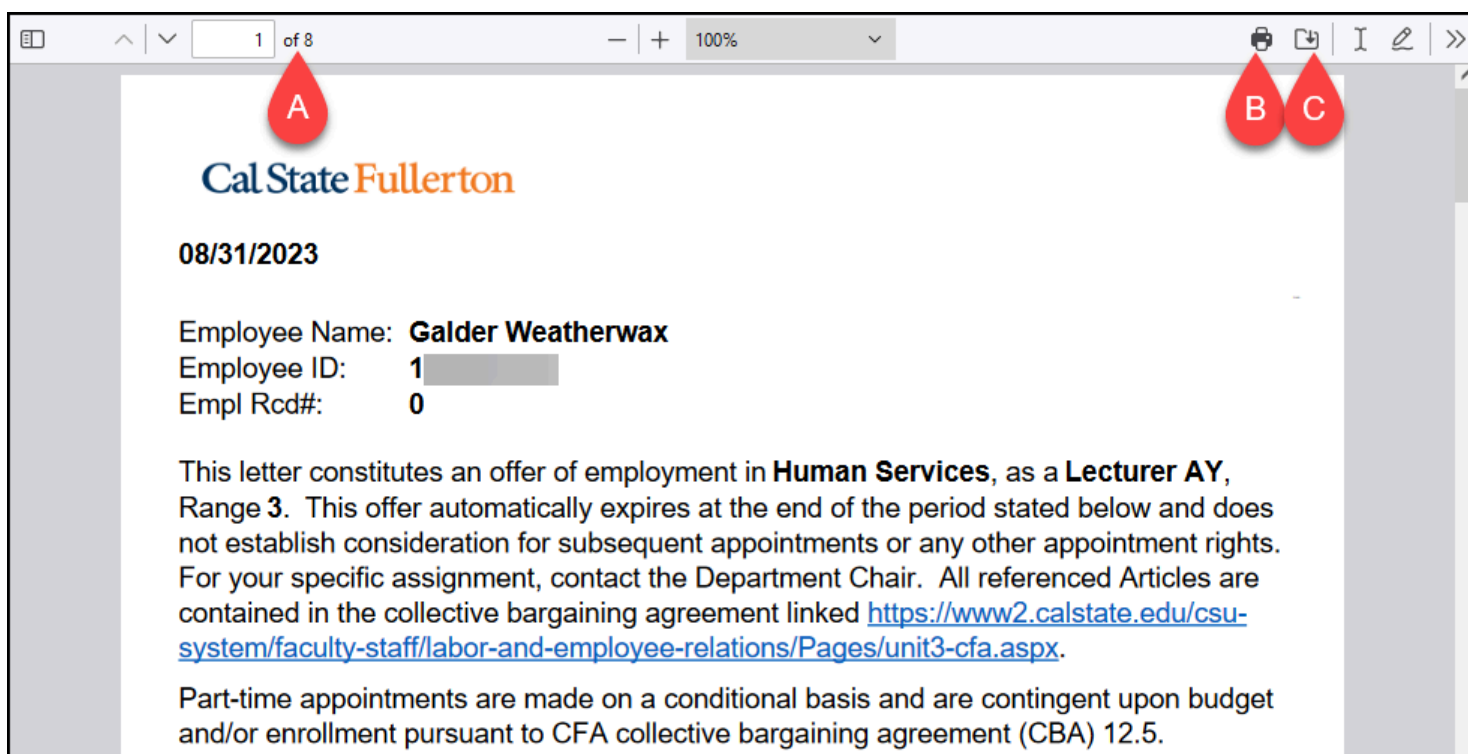 1 of 8 100%
A
B C
Cal State Fullerton
08/31/2023
Employee Name: Galder Weatherwax
Employee ID: 1
Empl Rcd#: 0
This letter constitutes an offer of employment in Human Services, as a Lecturer AY,
Range 3. This offer automatically expires at the end of the period stated below and does
not establish consideration for subsequent appointments or any other appointment rights.
For your specific assignment, contact the Department Chair. All referenced Articles are
contained in the collective bargaining agreement linked https://www2.calstate.edu/csu-
system/faculty-staff/labor-and-employee-relations/Pages/unit3-cfa.aspx.
Part-time appointments are made on a conditional basis and are contingent upon budget
and/or enrollment pursuant to CFA collective bargaining agreement (CBA) 12.5.